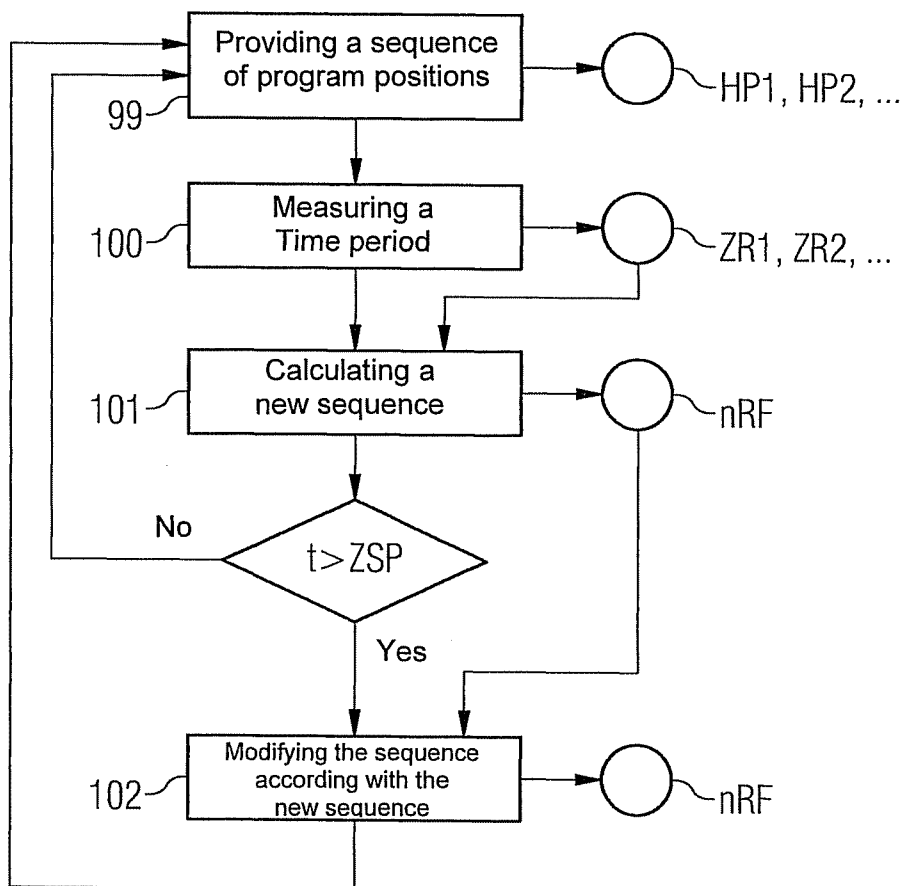 Providing a sequence
of program positions
99
HP1, HP2, ...
Measuring a
Time period
100
ZR1, ZR2, ...
Calculating a
new sequence
101
nRF
No
t>ZSP
Yes
Modifying the sequence
according with the
new sequence
102
nRF